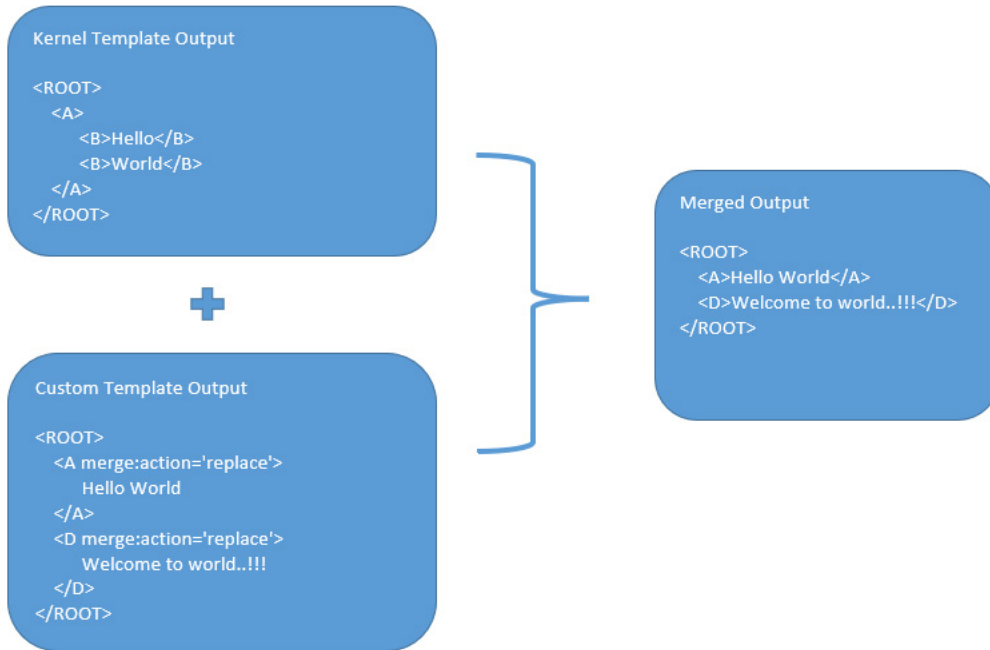 Kernel Template Output
<ROOT>
<A>
<B>Hello</B>
<B>World</B>
</A>
</ROOT>
Custom Template Output
<ROOT>
<A merge:action='replace'>
Hello World
</A>
<D merge:action='replace'>
Welcome to world..!!!
</D>
</ROOT>
Merged Output
<ROOT>
<A>Hello World</A>
<D>Welcome to world..!!!</D>
</ROOT>